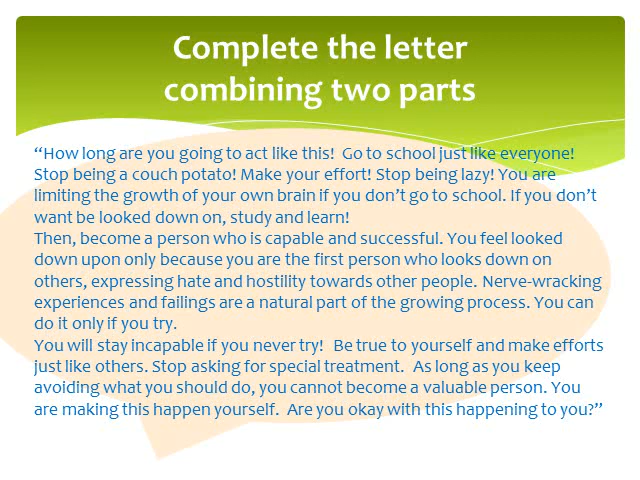 Complete the letter
combining two parts
“How long are you going to act like this!  Go to school just like everyone!
Stop being a couch potato! Make your effort! Stop being lazy! You are
limiting the growth of your own brain if you don’t go to school. If you don’t
want be looked down on, study and learn!
Then, become a person who is capable and successful. You feel looked
down upon only because you are the first person who looks down on
others, expressing hate and hostility towards other people. Nerve-wracking
experiences and failings are a natural part of the growing process. You can
do it only if you try.
You will stay incapable if you never try!  Be true to yourself and make efforts
just like others. Stop asking for special treatment.  As long as you keep
avoiding what you should do, you cannot become a valuable person. You
are making this happen yourself.  Are you okay with this happening to you?”